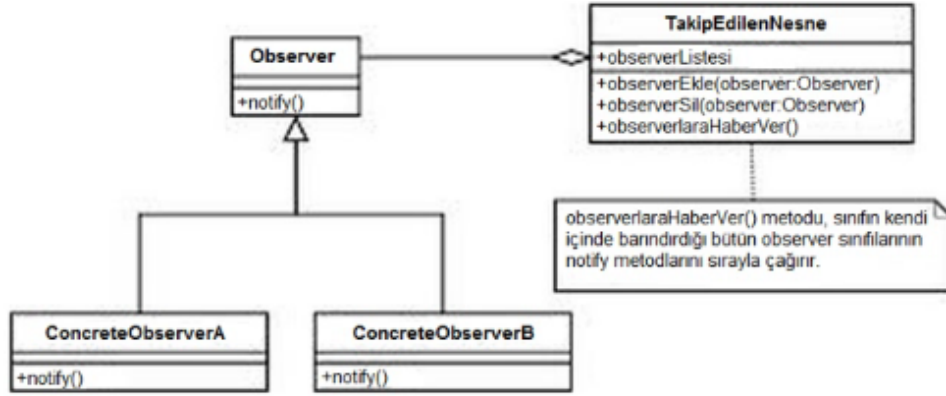 Observer
+notify()
TakipEdilenNesne
+observerListesi
+observerEkle(observer:Observer)
+observerSil(observer:Observer)
+observerlaraHaberVer()
observerlaraHaberVer() metodu, sınıfın kendi
içinde barındırdığı bütün observer sınıfılarının
notify metodlarını sırayla çağırır.
ConcreteObserverA
+notify()
ConcreteObserverB
+notify()